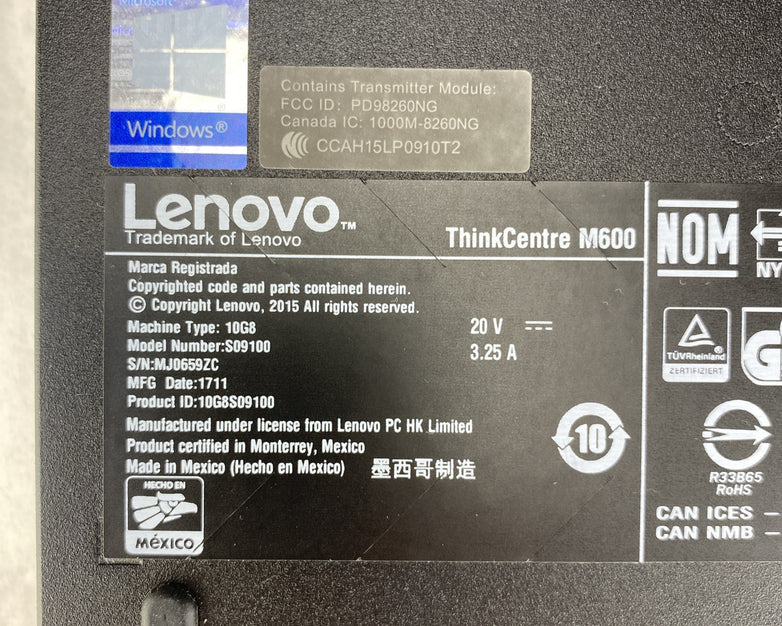 Microsoft
Windows®
Contains Transmitter Module:
FCC ID: PD98260NG
Canada IC: 1000M-8260NG
CCAH15LP0910T2
Lenovo™
Trademark of Lenovo
ThinkCentre M600
Marca Registrada
Copyrighted code and parts contained herein.
© Copyright Lenovo, 2015 All rights reserved.
Machine Type: 10G8
Model Number:S09100
S/N:MJ0659ZC
MFG Date:1711
Product ID:10G8S09100
20 V
3.25 A
Manufactured under license from Lenovo PC HK Limited
Product certified in Monterrey, Mexico
Made in Mexico (Hecho en Mexico) 墨西哥制造
HECHO EN
MéXICO
10
NOM
NY
TÜVRheinland
ZERTIFIZIERT
G
R33B65
RoHS
CAN ICES –
CAN NMB –